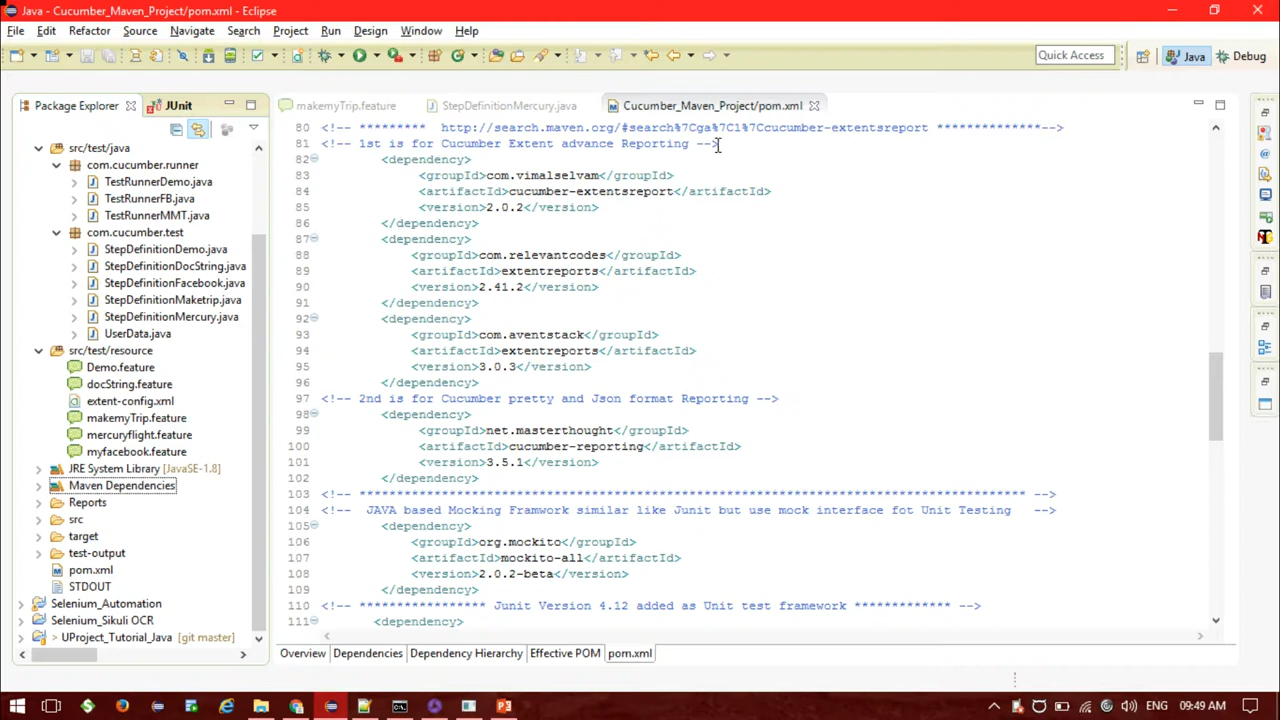 Java - Cucumber_Maven_Project/pom.xml - Eclipse
File Edit Refactor Source Navigate Search Project Run Design Window Help
Quick Access Java Debug
Package Explorer JUnit
makemyTrip.feature StepDefinitionMercury.java Cucumber_Maven_Project/pom.xml
src/test/java
com.cucumber.runner
TestRunnerDemo.java
TestRunnerFB.java
TestRunnerMMT.java
com.cucumber.test
StepDefinitionDemo.java
StepDefinitionDocString.java
StepDefinitionFacebook.java
StepDefinitionMaketrip.java
StepDefinitionMercury.java
UserData.java
src/test/resource
Demo.feature
docString.feature
extent-config.xml
makemyTrip.feature
mercuryflight.feature
myfacebook.feature
JRE System Library [JavaSE-1.8]
Maven Dependencies
Reports
src
target
test-output
pom.xml
STDOUT
Selenium_Automation
Selenium_Sikuli OCR
> UProject_Tutorial_Java [git master]
80 <!-- ********* http://search.maven.org/#search%7Cga%7C1%7Ccucumber-extentsreport **************-->
81 <!-- 1st is for Cucumber Extent advance Reporting -->
82 <dependency>
83 <groupId>com.vimalselvam</groupId>
84 <artifactId>cucumber-extentsreport</artifactId>
85 <version>2.0.2</version>
86 </dependency>
87 <dependency>
88 <groupId>com.relevantcodes</groupId>
89 <artifactId>extentreports</artifactId>
90 <version>2.41.2</version>
91 </dependency>
92 <dependency>
93 <groupId>com.aventstack</groupId>
94 <artifactId>extentreports</artifactId>
95 <version>3.0.3</version>
96 </dependency>
97 <!-- 2nd is for Cucumber pretty and Json format Reporting -->
98 <dependency>
99 <groupId>net.masterthought</groupId>
100 <artifactId>cucumber-reporting</artifactId>
101 <version>3.5.1</version>
102 </dependency>
103 <!-- **************************************************************************************** -->
104 <!-- JAVA based Mocking Framwork similar like Junit but use mock interface fot Unit Testing -->
105 <dependency>
106 <groupId>org.mockito</groupId>
107 <artifactId>mockito-all</artifactId>
108 <version>2.0.2-beta</version>
109 </dependency>
110 <!-- ***************** Junit Version 4.12 added as Unit test framework ************* -->
111 <dependency>
Overview Dependencies Dependency Hierarchy Effective POM pom.xml
ENG 09:49 AM